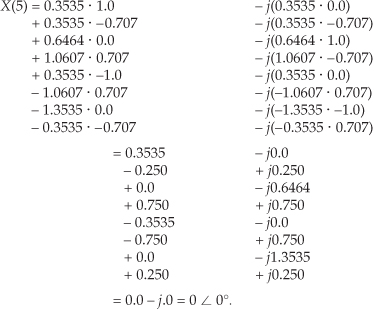 X(5) = 0.3535 · 1.0 – j(0.3535 · 0.0)
+ 0.3535 · –0.707 – j(0.3535 · –0.707)
+ 0.6464 · 0.0 – j(0.6464 · 1.0)
+ 1.0607 · 0.707 – j(1.0607 · –0.707)
+ 0.3535 · –1.0 – j(0.3535 · 0.0)
– 1.0607 · 0.707 – j(–1.0607 · 0.707)
– 1.3535 · 0.0 – j(–1.3535 · –1.0)
– 0.3535 · –0.707 – j(–0.3535 · 0.707)
= 0.3535 – j0.0
– 0.250 + j0.250
+ 0.0 – j0.6464
+ 0.750 + j0.750
– 0.3535 – j0.0
– 0.750 + j0.750
+ 0.0 – j1.3535
+ 0.250 + j0.250
= 0.0 – j.0 = 0 ∠ 0°.